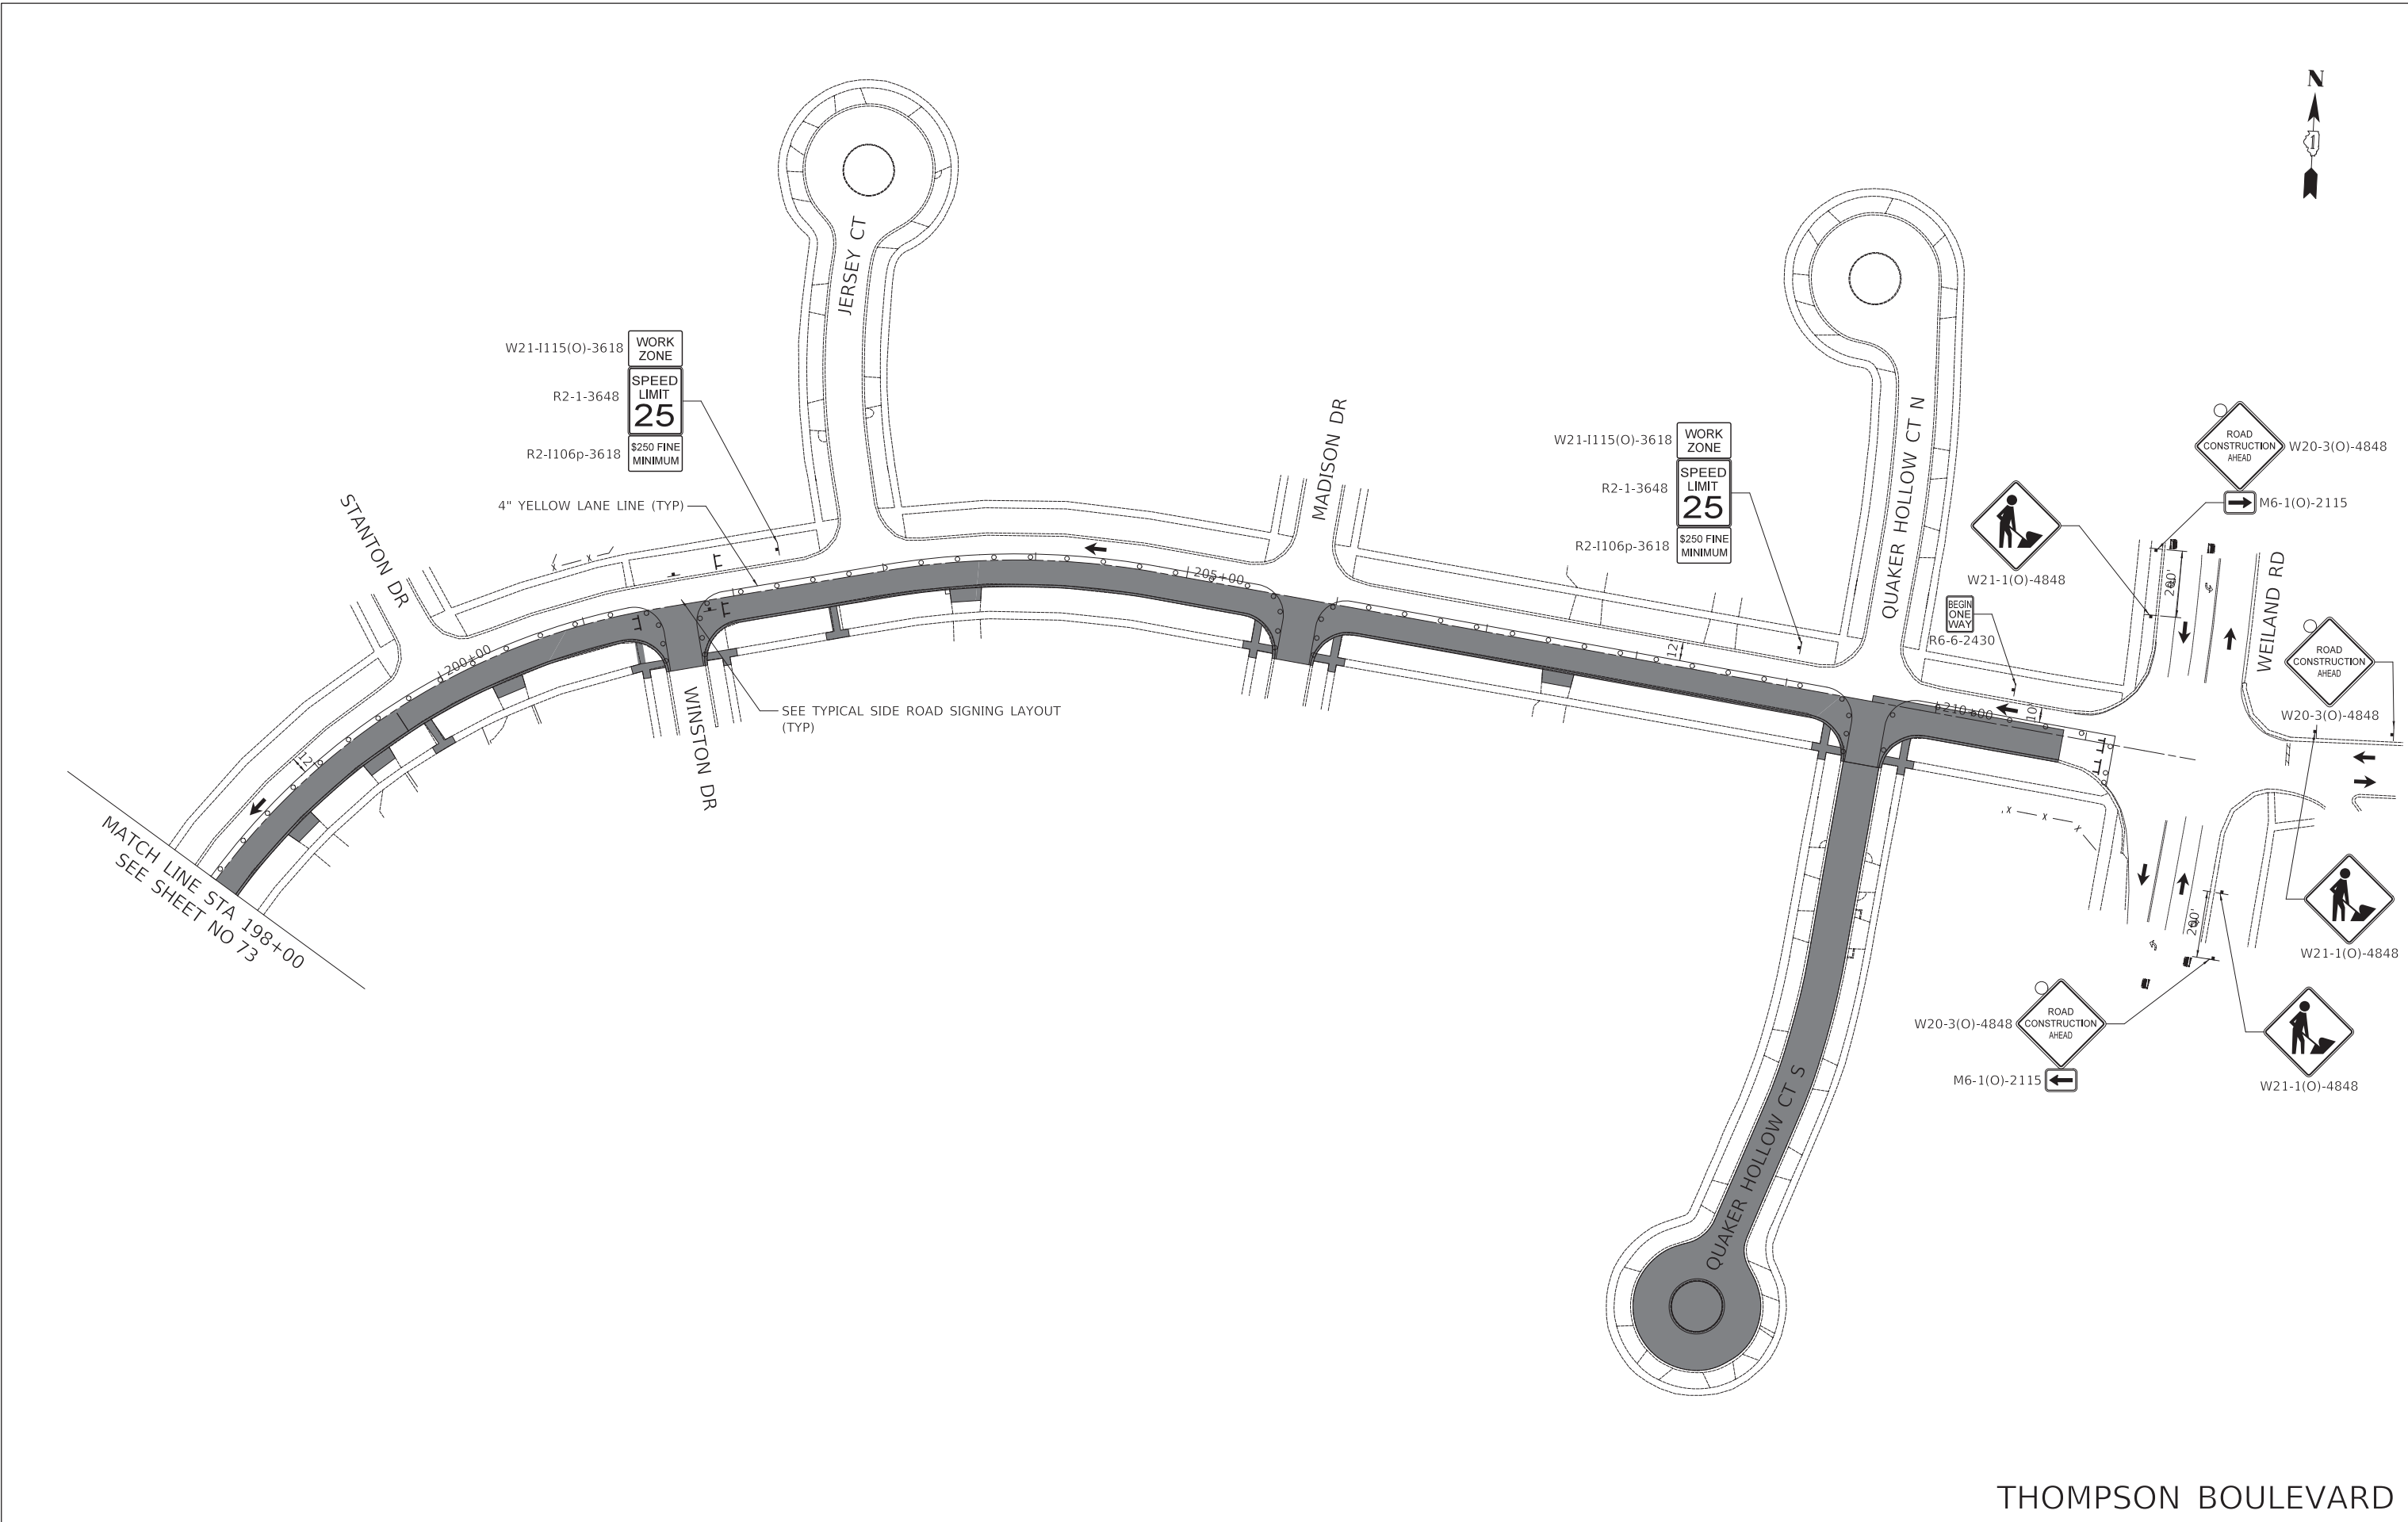 N
1
JERSEY CT
W21-I115(O)-3618
WORK
ZONE
R2-1-3648
SPEED
LIMIT
25
R2-I106p-3618
$250 FINE
MINIMUM
4" YELLOW LANE LINE (TYP)
STANTON DR
MADISON DR
W21-I115(O)-3618
WORK
ZONE
R2-1-3648
SPEED
LIMIT
25
R2-I106p-3618
$250 FINE
MINIMUM
QUAKER HOLLOW CT N
ROAD
CONSTRUCTION
AHEAD
W20-3(O)-4848
M6-1(O)-2115
W21-1(O)-4848
BEGIN
ONE
WAY
R6-6-2430
200'
WEILAND RD
ROAD
CONSTRUCTION
AHEAD
W20-3(O)-4848
200+00
205+00
210+00
12'
10'
12'
WINSTON DR
SEE TYPICAL SIDE ROAD SIGNING LAYOUT
(TYP)
X X
X X X
MATCH LINE STA 198+00
SEE SHEET NO 73
W21-1(O)-4848
200'
W20-3(O)-4848
ROAD
CONSTRUCTION
AHEAD
M6-1(O)-2115
W21-1(O)-4848
QUAKER HOLLOW CT S
THOMPSON BOULEVARD